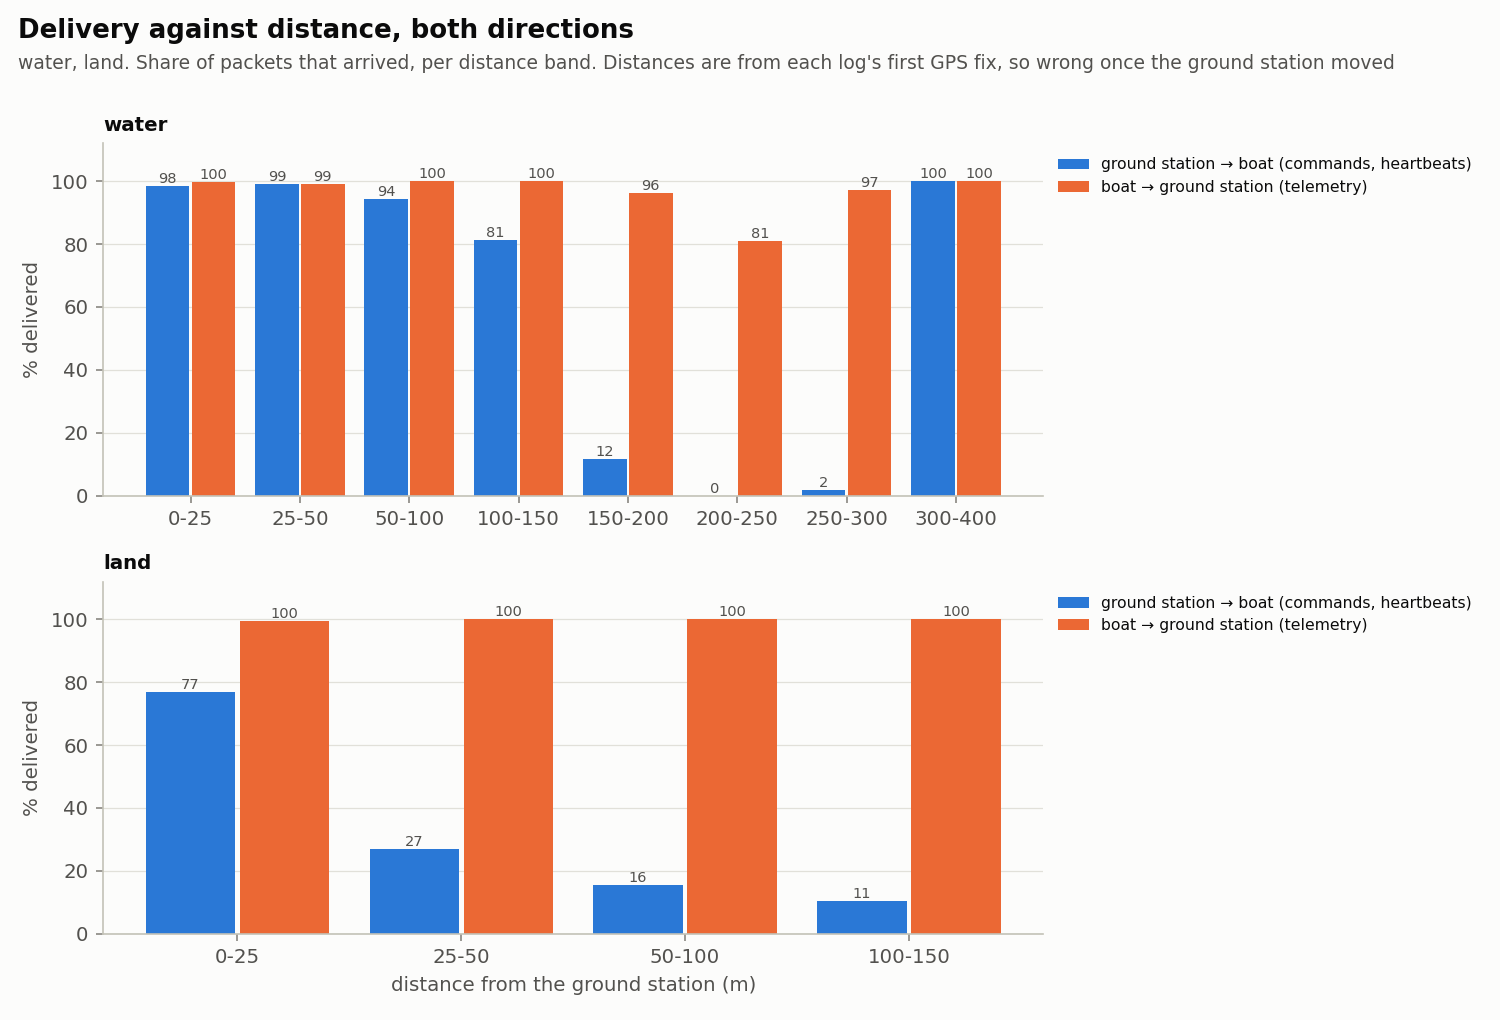 Delivery against distance, both directions
water, land. Share of packets that arrived, per distance band. Distances are from each log's first GPS fix, so wrong once the ground station moved
water
ground station → boat (commands, heartbeats)
boat → ground station (telemetry)
% delivered
100
80
60
40
20
0
98 100 99 99 94 100 81 100 12 96 0 81 2 97 100 100
0-25 25-50 50-100 100-150 150-200 200-250 250-300 300-400
land
ground station → boat (commands, heartbeats)
boat → ground station (telemetry)
% delivered
100
80
60
40
20
0
77 100 27 100 16 100 11 100
0-25 25-50 50-100 100-150
distance from the ground station (m)